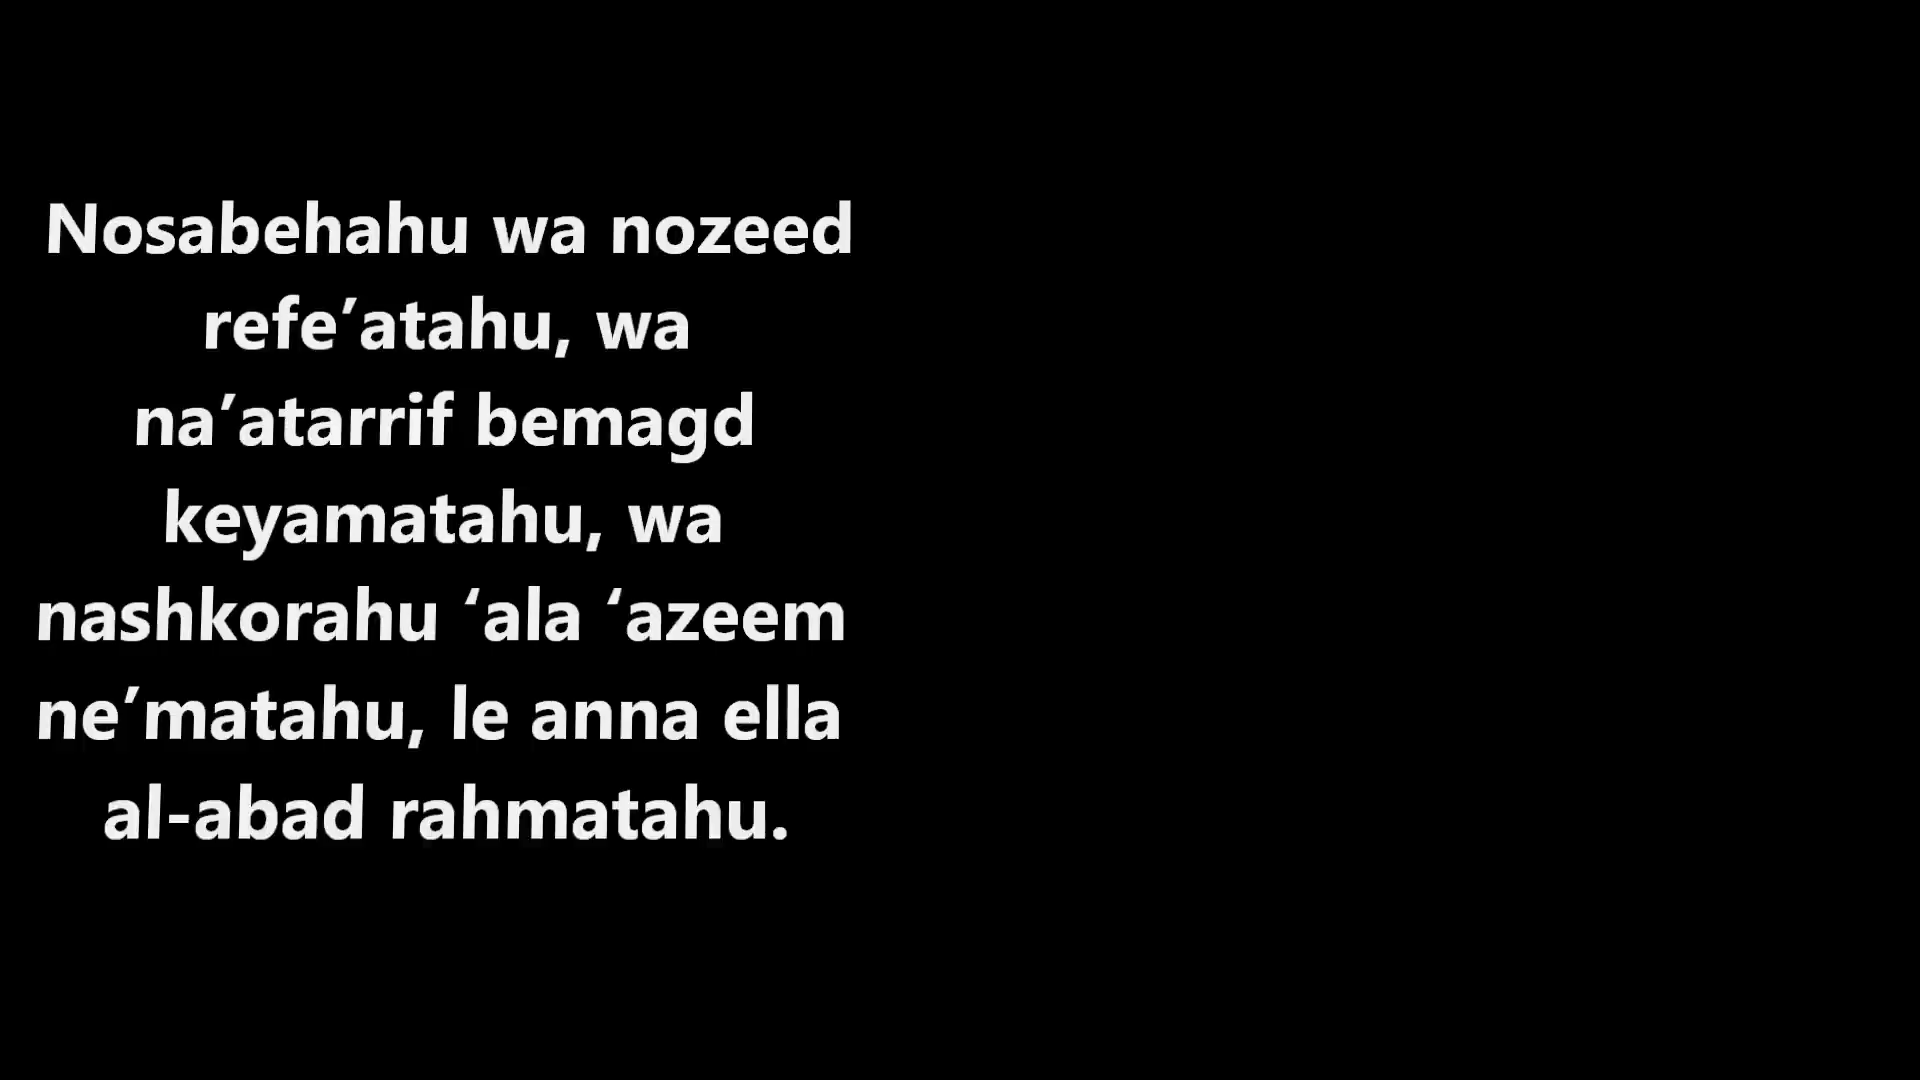 Nosabehahu wa nozeed
refe’atahu, wa
na’atarrif bemagd
keyamatahu, wa
nashkorahu ‘ala ‘azeem
ne’matahu, le anna ella
al-abad rahmatahu.